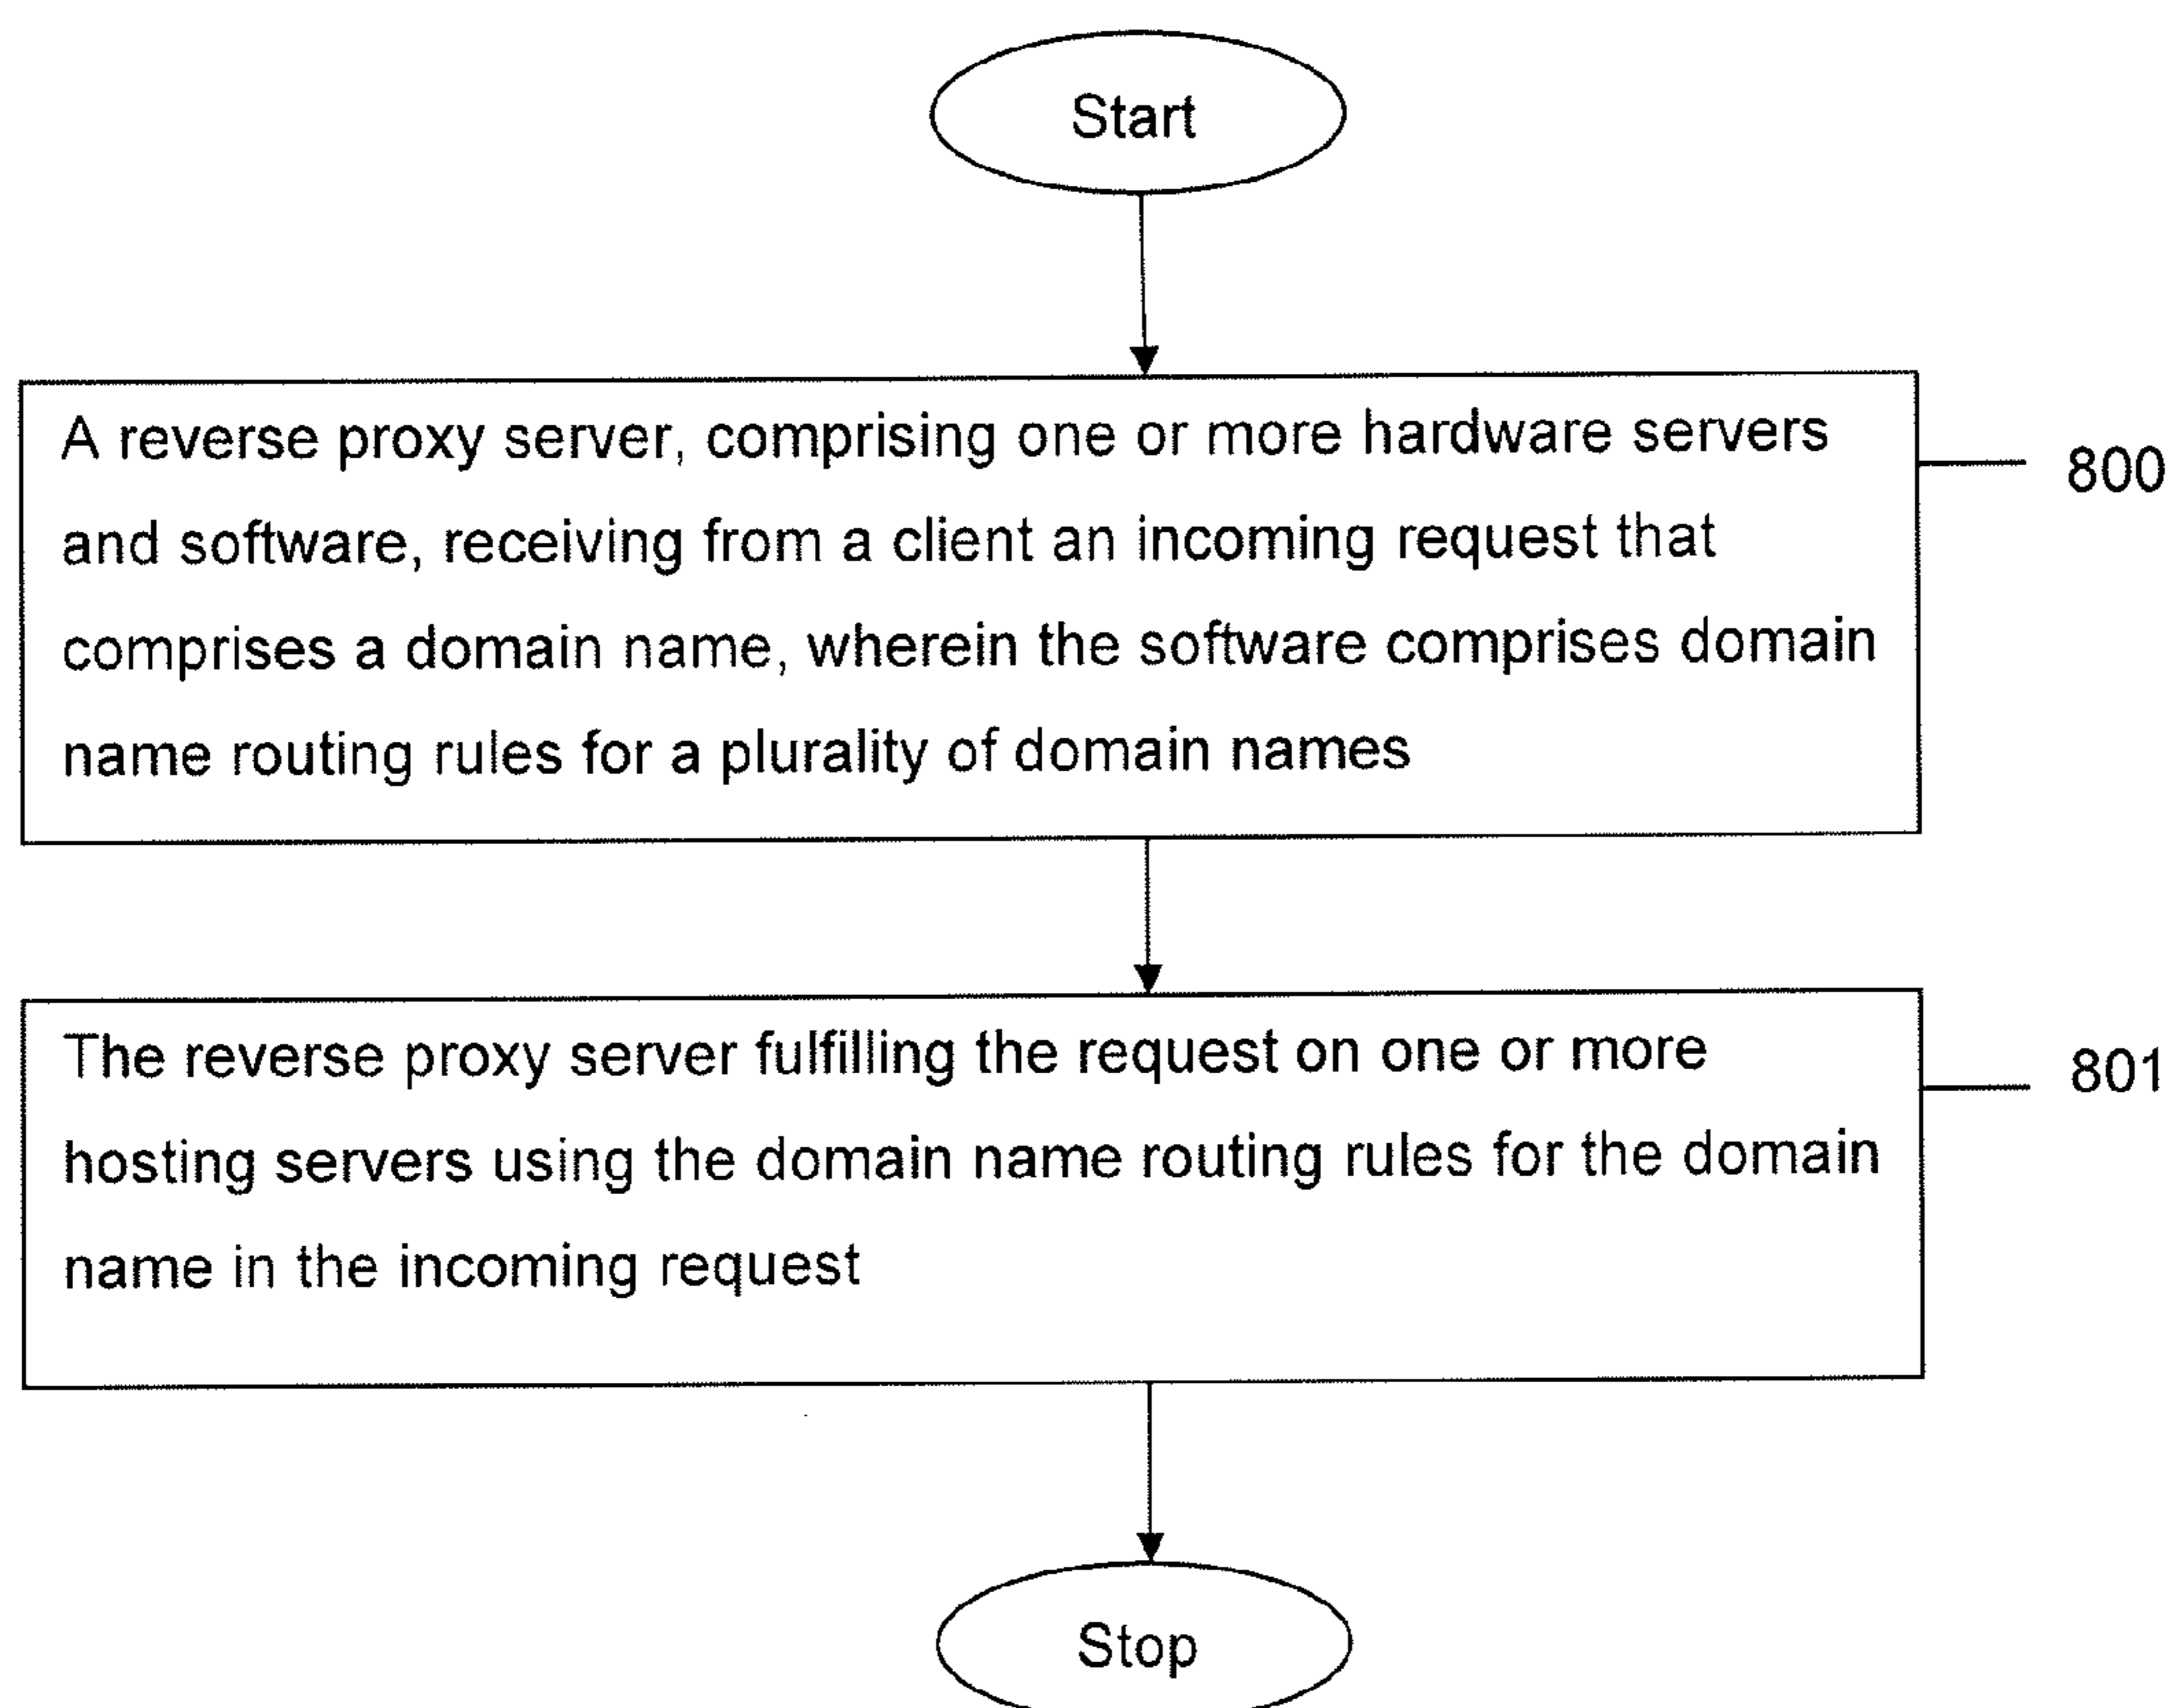 Start
A reverse proxy server, comprising one or more hardware servers
and software, receiving from a client an incoming request that
comprises a domain name, wherein the software comprises domain
name routing rules for a plurality of domain names
800
The reverse proxy server fulfilling the request on one or more
hosting servers using the domain name routing rules for the domain
name in the incoming request
801
Stop